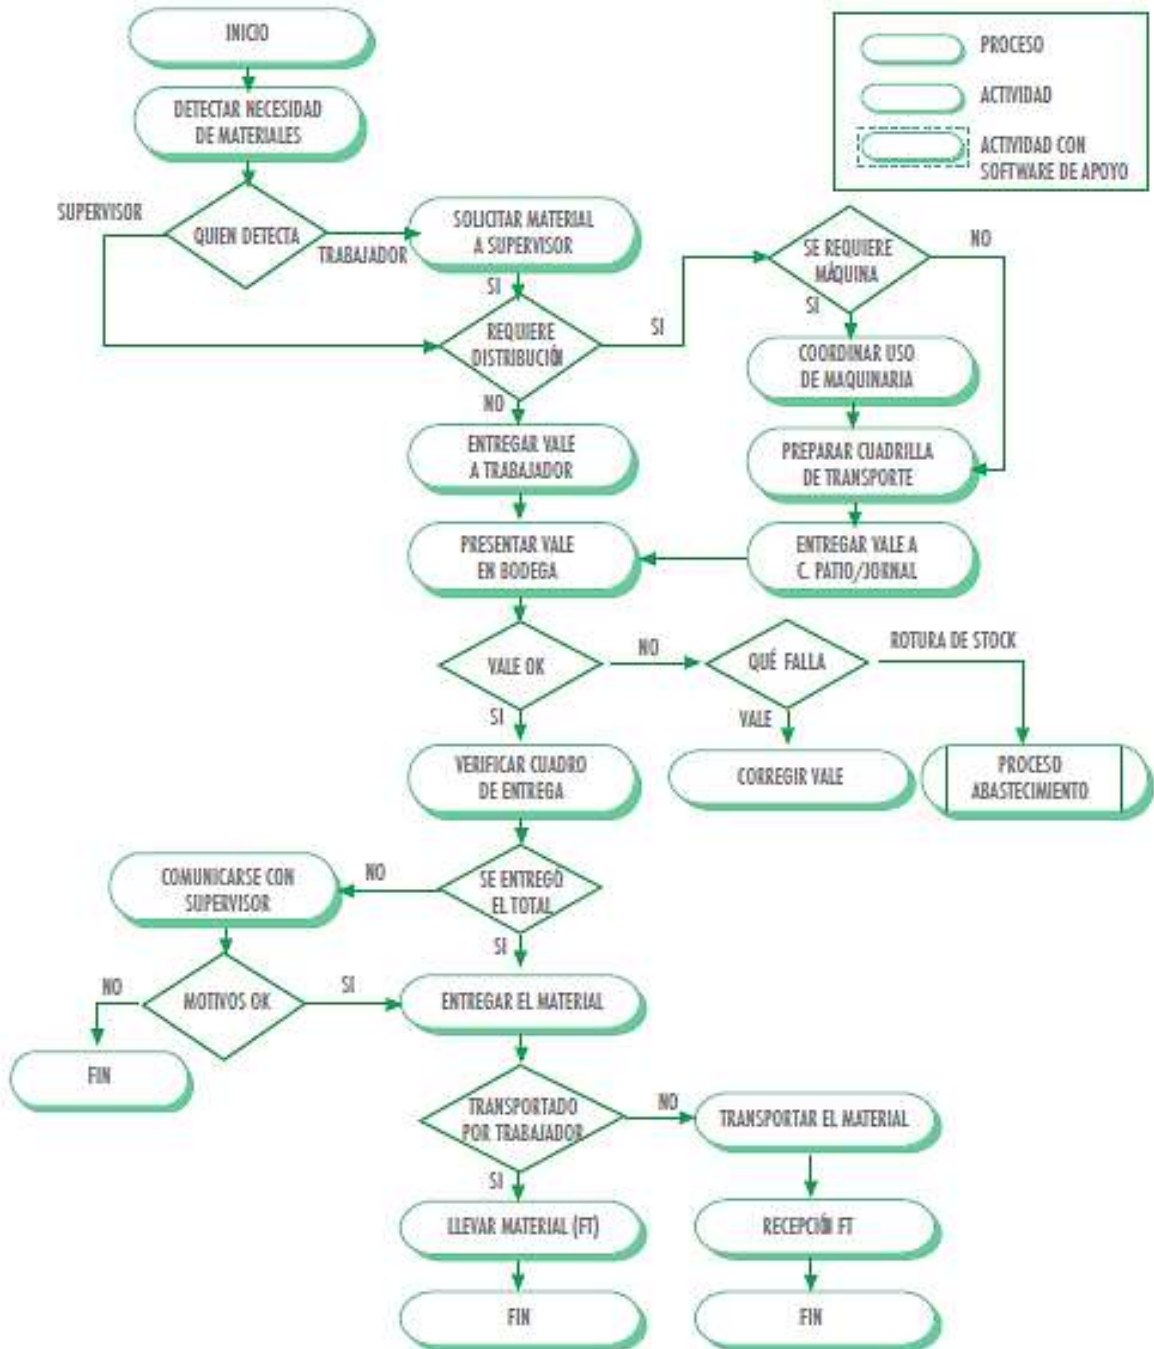 INICIO
PROCESO
ACTIVIDAD
ACTIVIDAD CON
SOFTWARE DE APOYO
DETECTAR NECESIDAD
DE MATERIALES
SUPERVISOR
QUIEN DETECTA
TRABAJADOR
SOLICITAR MATERIAL
A SUPERVISOR
SI
SE REQUIERE
MÁQUINA
NO
SI
REQUIERE
DISTRIBUCIÓN
SI
NO
COORDINAR USO
DE MAQUINARIA
ENTREGAR VALE
A TRABAJADOR
PREPARAR CUADRILLA
DE TRANSPORTE
PRESENTAR VALE
EN BODEGA
ENTREGAR VALE A
C. PATIO/JORNAL
VALE OK
NO
QUÉ FALLA
ROTURA DE STOCK
SI
VALE
VERIFICAR CUADRO
DE ENTREGA
CORREGIR VALE
PROCESO
ABASTECIMIENTO
SE ENTREGÓ
EL TOTAL
NO
COMUNICARSE CON
SUPERVISOR
SI
MOTIVOS OK
NO
SI
ENTREGAR EL MATERIAL
FIN
TRANSPORTADO
POR TRABAJADOR
NO
TRANSPORTAR EL MATERIAL
SI
LLEVAR MATERIAL (FT)
RECEPCIÓN FT
FIN
FIN